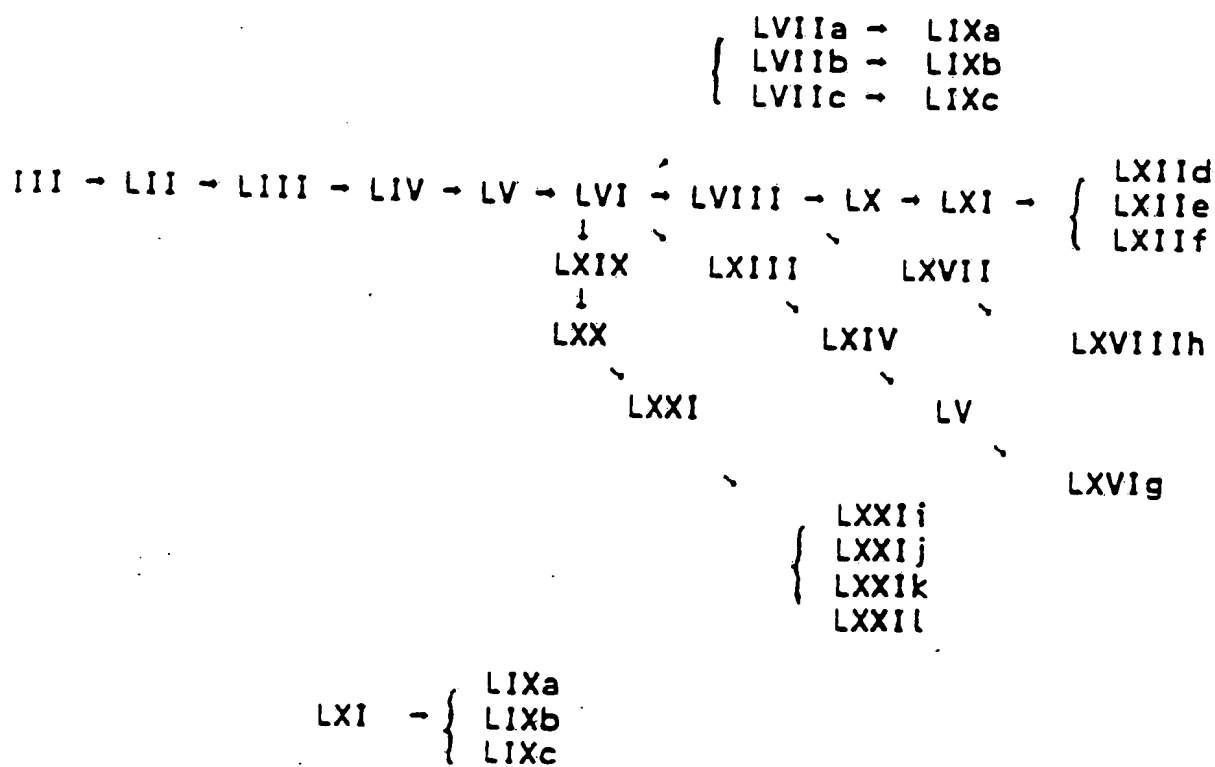 LVIIa → LIXa
LVIIb → LIXb
LVIIc → LIXc
III → LII → LIII → LIV → LV → LVI → LVIII → LX → LXI →
LXIId
LXIIe
LXIIf
LXIX LXIII LXVII
LXX LXIV LXVIIIh
LXXI LV
LXVIg
LXXIi
LXXIj
LXXIk
LXXIl
LXI → LIXa
LIXb
LIXc